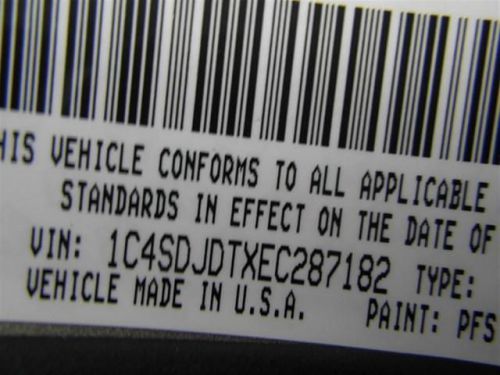 HIS VEHICLE CONFORMS TO ALL APPLICABLE
STANDARDS IN EFFECT ON THE DATE OF
VIN: 1C4SDJDTXEC287182 TYPE:
VEHICLE MADE IN U.S.A. PAINT: PFS